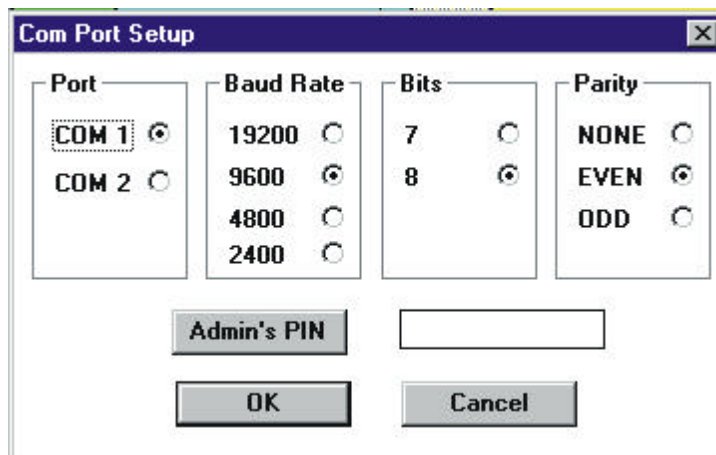 Com Port Setup
Port
COM 1
COM 2
Baud Rate
19200
9600
4800
2400
Bits
7
8
Parity
NONE
EVEN
ODD
Admin's PIN
OK
Cancel